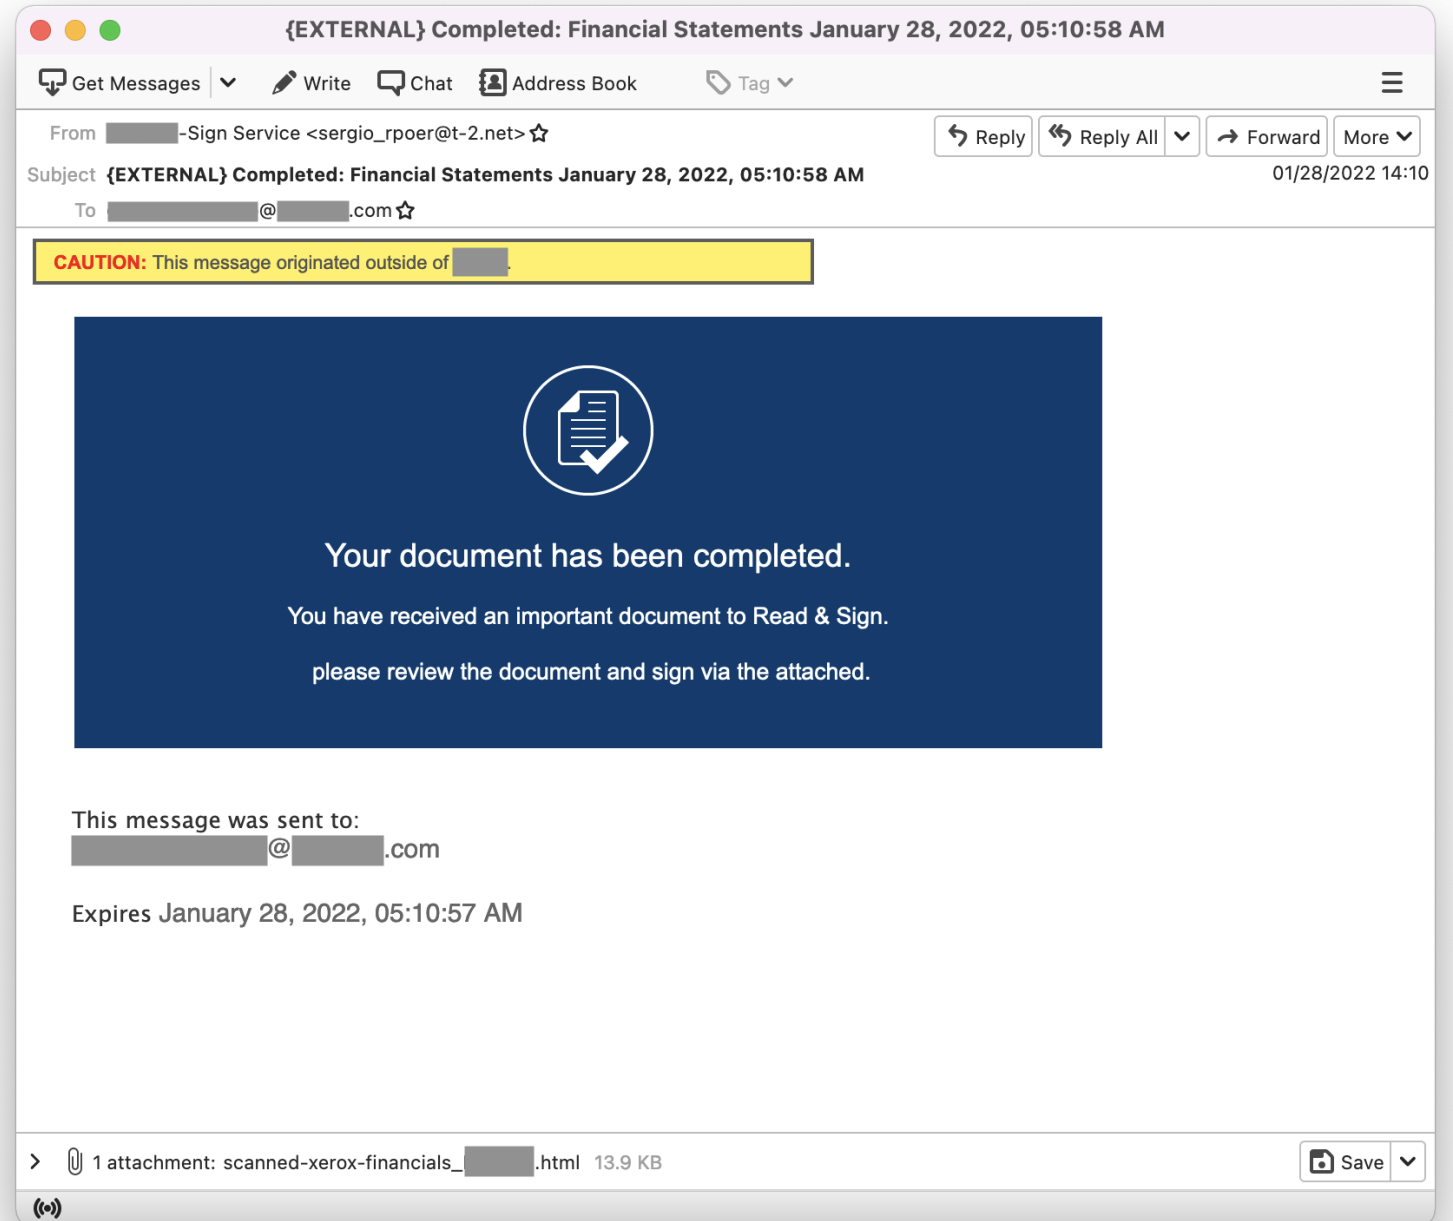 {EXTERNAL} Completed: Financial Statements January 28, 2022, 05:10:58 AM
Get Messages Write Chat Address Book Tag
From -Sign Service <sergio_rpoer@t-2.net> Reply Reply All Forward More
Subject {EXTERNAL} Completed: Financial Statements January 28, 2022, 05:10:58 AM 01/28/2022 14:10
To @ .com
CAUTION: This message originated outside of .
Your document has been completed.
You have received an important document to Read & Sign.
please review the document and sign via the attached.
This message was sent to:
@ .com
Expires January 28, 2022, 05:10:57 AM
1 attachment: scanned-xerox-financials_ .html 13.9 KB Save